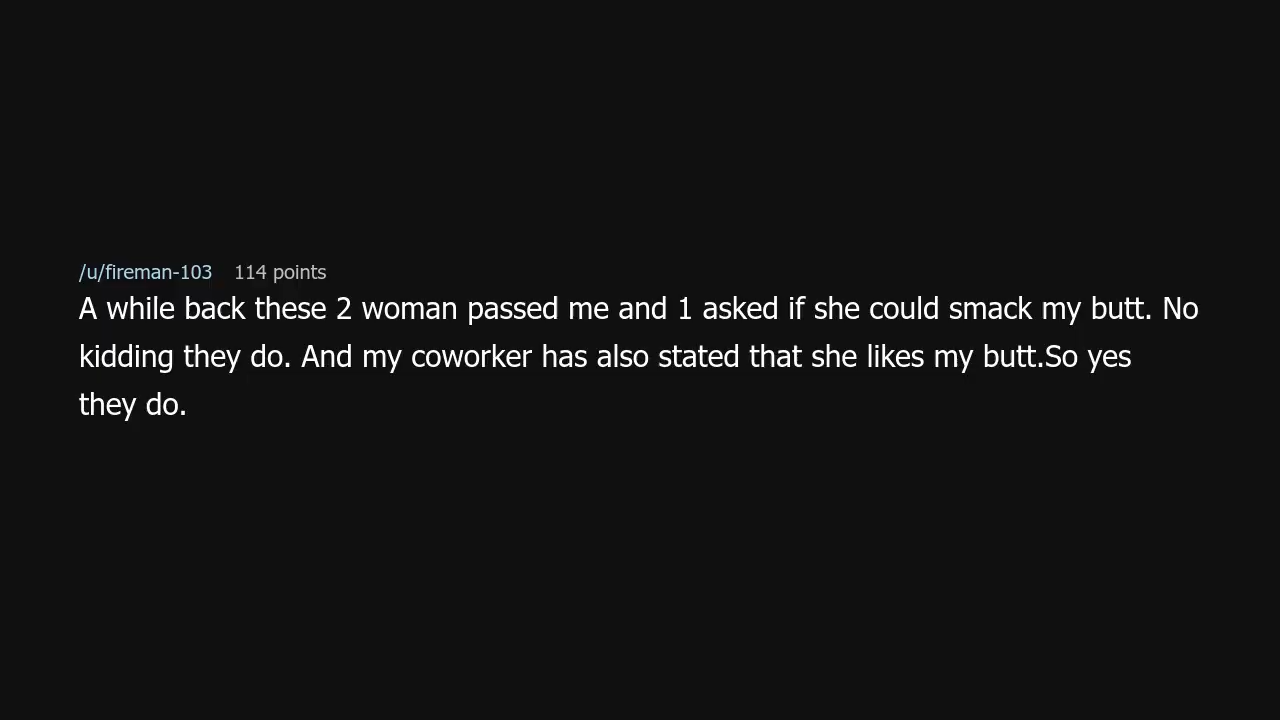 /u/fireman-103 114 points
A while back these 2 woman passed me and 1 asked if she could smack my butt. No
kidding they do. And my coworker has also stated that she likes my butt.So yes
they do.